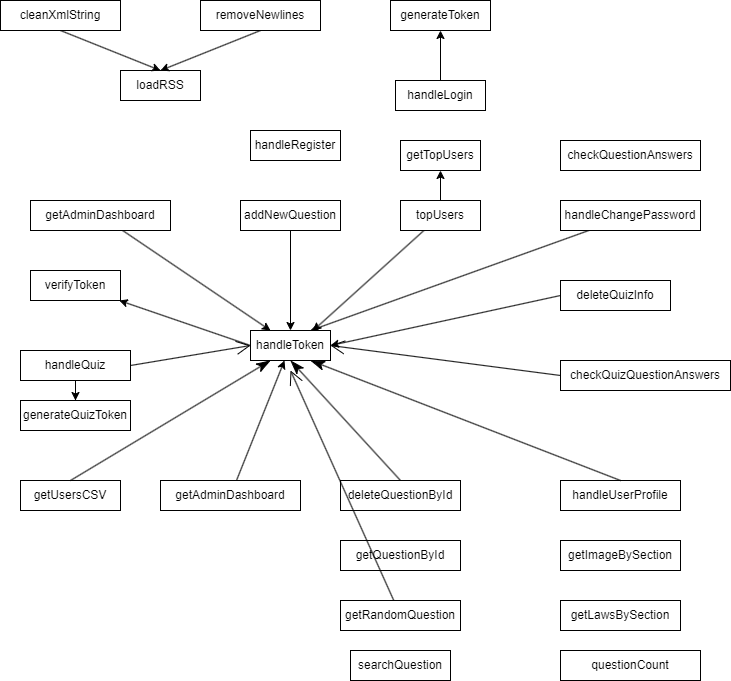 cleanXmlString
removeNewlines
generateToken
loadRSS
handleLogin
handleRegister
getTopUsers
checkQuestionAnswers
getAdminDashboard
addNewQuestion
topUsers
handleChangePassword
verifyToken
deleteQuizInfo
handleToken
handleQuiz
checkQuizQuestionAnswers
generateQuizToken
getUsersCSV
getAdminDashboard
deleteQuestionById
handleUserProfile
getQuestionById
getImageBySection
getRandomQuestion
getLawsBySection
searchQuestion
questionCount